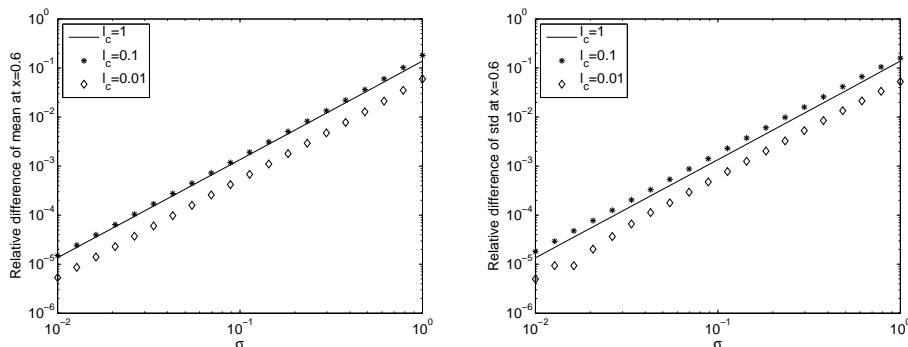 10^0
10^-1
10^-2
10^-3
10^-4
10^-5
10^-6
Relative difference of mean at x=0.6
l_c=1
l_c=0.1
l_c=0.01
10^-2
10^-1
10^0
σ
10^0
10^-1
10^-2
10^-3
10^-4
10^-5
10^-6
Relative difference of std at x=0.6
l_c=1
l_c=0.1
l_c=0.01
10^-2
10^-1
10^0
σ